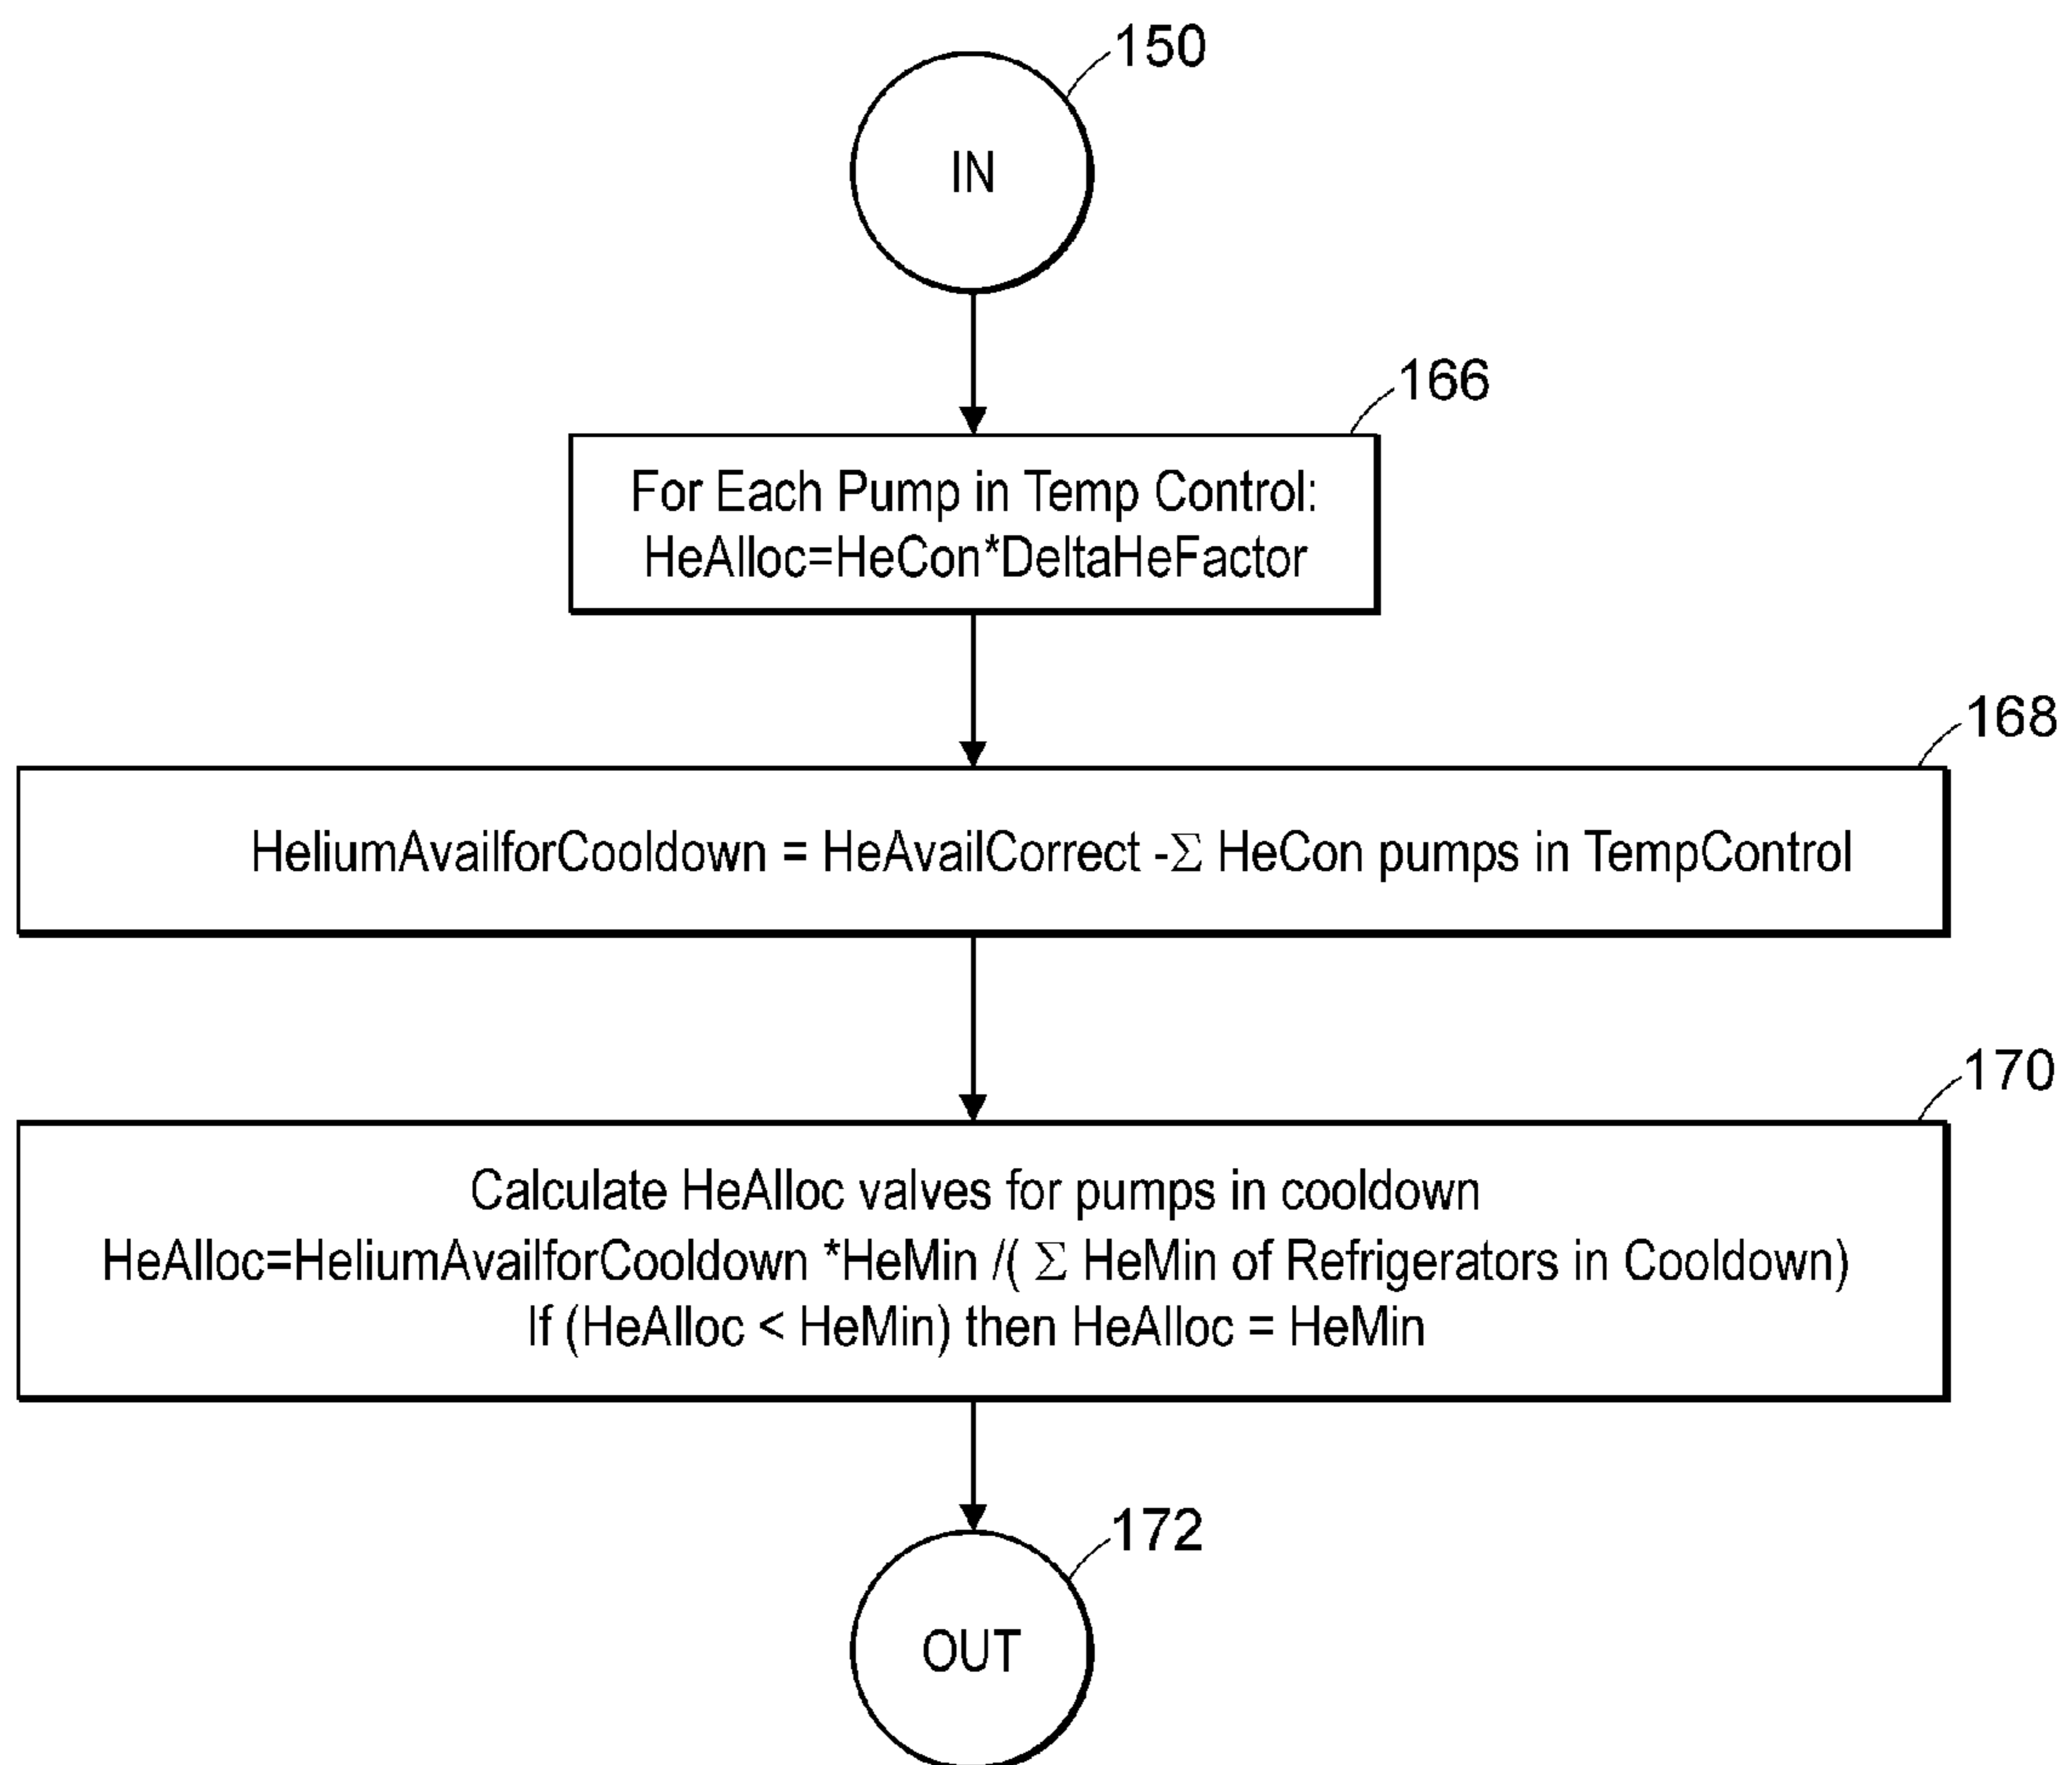 150
IN
166
For Each Pump in Temp Control:
HeAlloc=HeCon*DeltaHeFactor
168
HeliumAvailforCooldown = HeAvailCorrect -Σ HeCon pumps in TempControl
170
Calculate HeAlloc valves for pumps in cooldown
HeAlloc=HeliumAvailforCooldown *HeMin /( Σ HeMin of Refrigerators in Cooldown)
If (HeAlloc < HeMin) then HeAlloc = HeMin
172
OUT